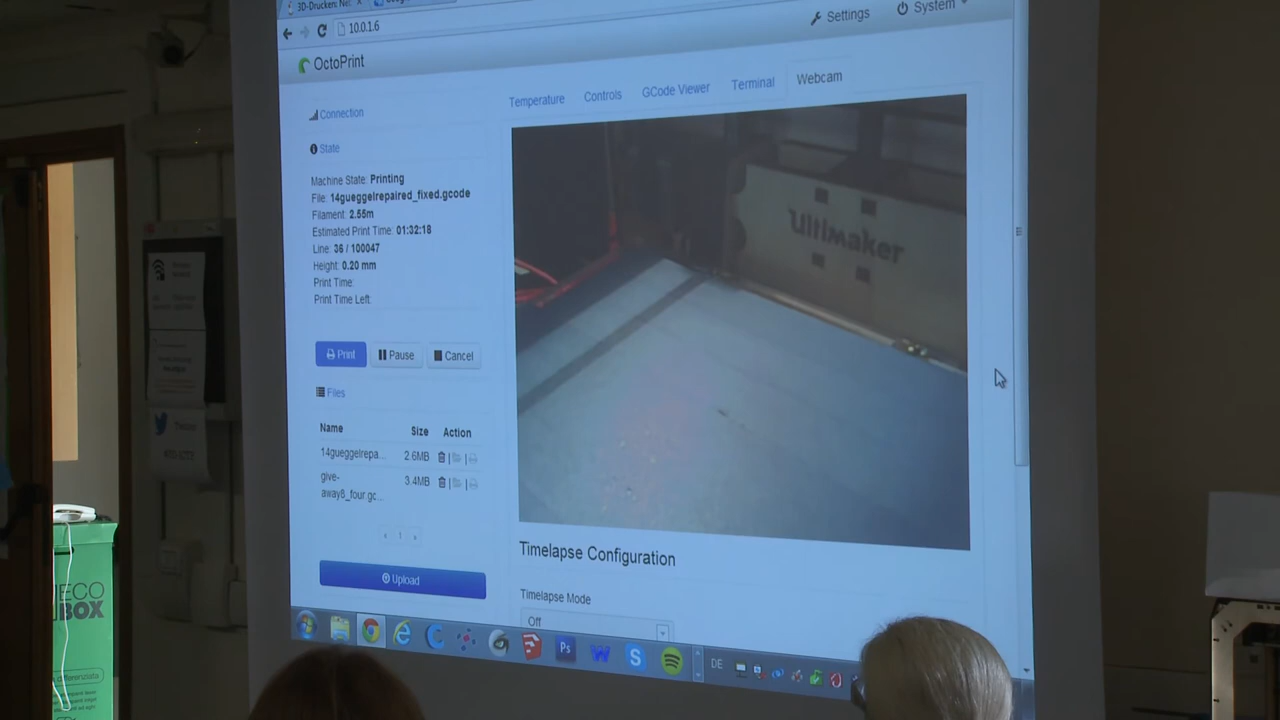 3D-Drucken: Ne
10.0.1.6
Settings
System
OctoPrint
Temperature
Controls
GCode Viewer
Terminal
Webcam
Connection
State
Machine State: Printing
File: 14gueggelrepaired_fixed.gcode
Filament: 2.55m
Estimated Print Time: 01:32:18
Line: 36 / 100047
Height: 0.20 mm
Print Time:
Print Time Left:
Print
Pause
Cancel
Files
Name Size Action
14gueggelrepa... 2.6MB
give-
away8_four.gc... 3.4MB
« 1 »
Upload
Ultimaker
Timelapse Configuration
Timelapse Mode
Off
Ps
W
S
DE
ECO
BOX
differenziata